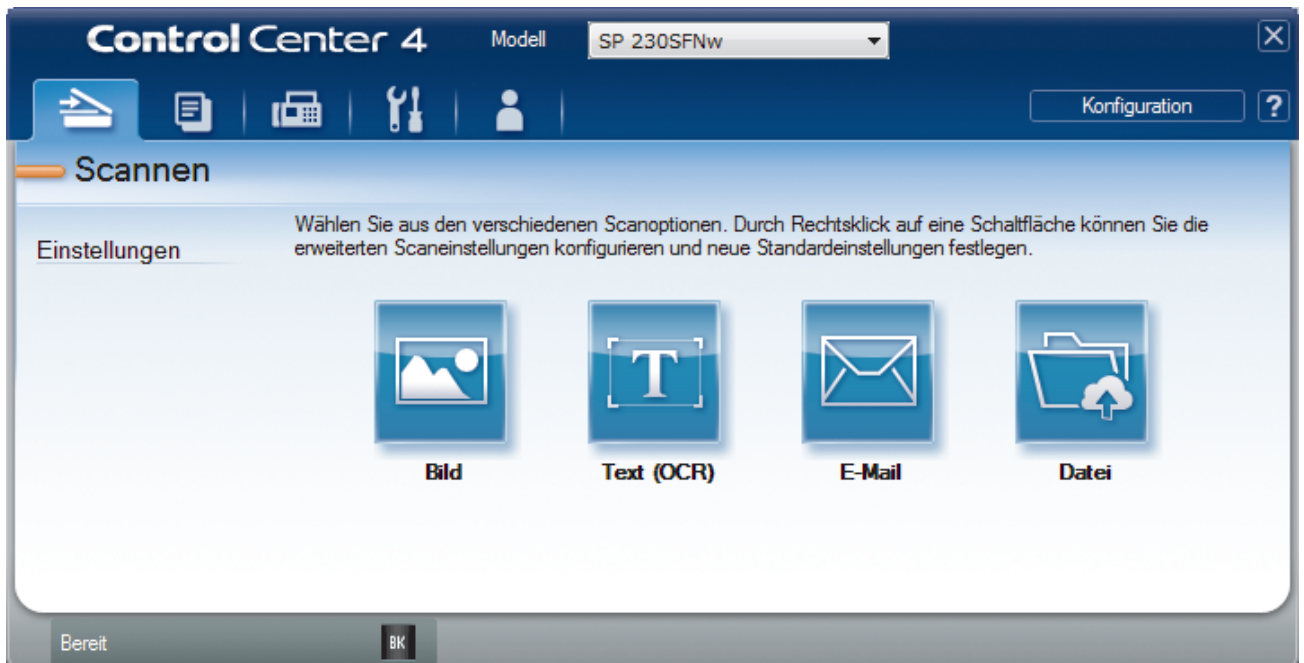 Control Center 4 Modell SP 230SFNw
Konfiguration ?
Scannen
Einstellungen
Wählen Sie aus den verschiedenen Scanoptionen. Durch Rechtsklick auf eine Schaltfläche können Sie die
erweiterten Scaneinstellungen konfigurieren und neue Standardeinstellungen festlegen.
T
Bild Text (OCR) E-Mail Datei
Bereit BK